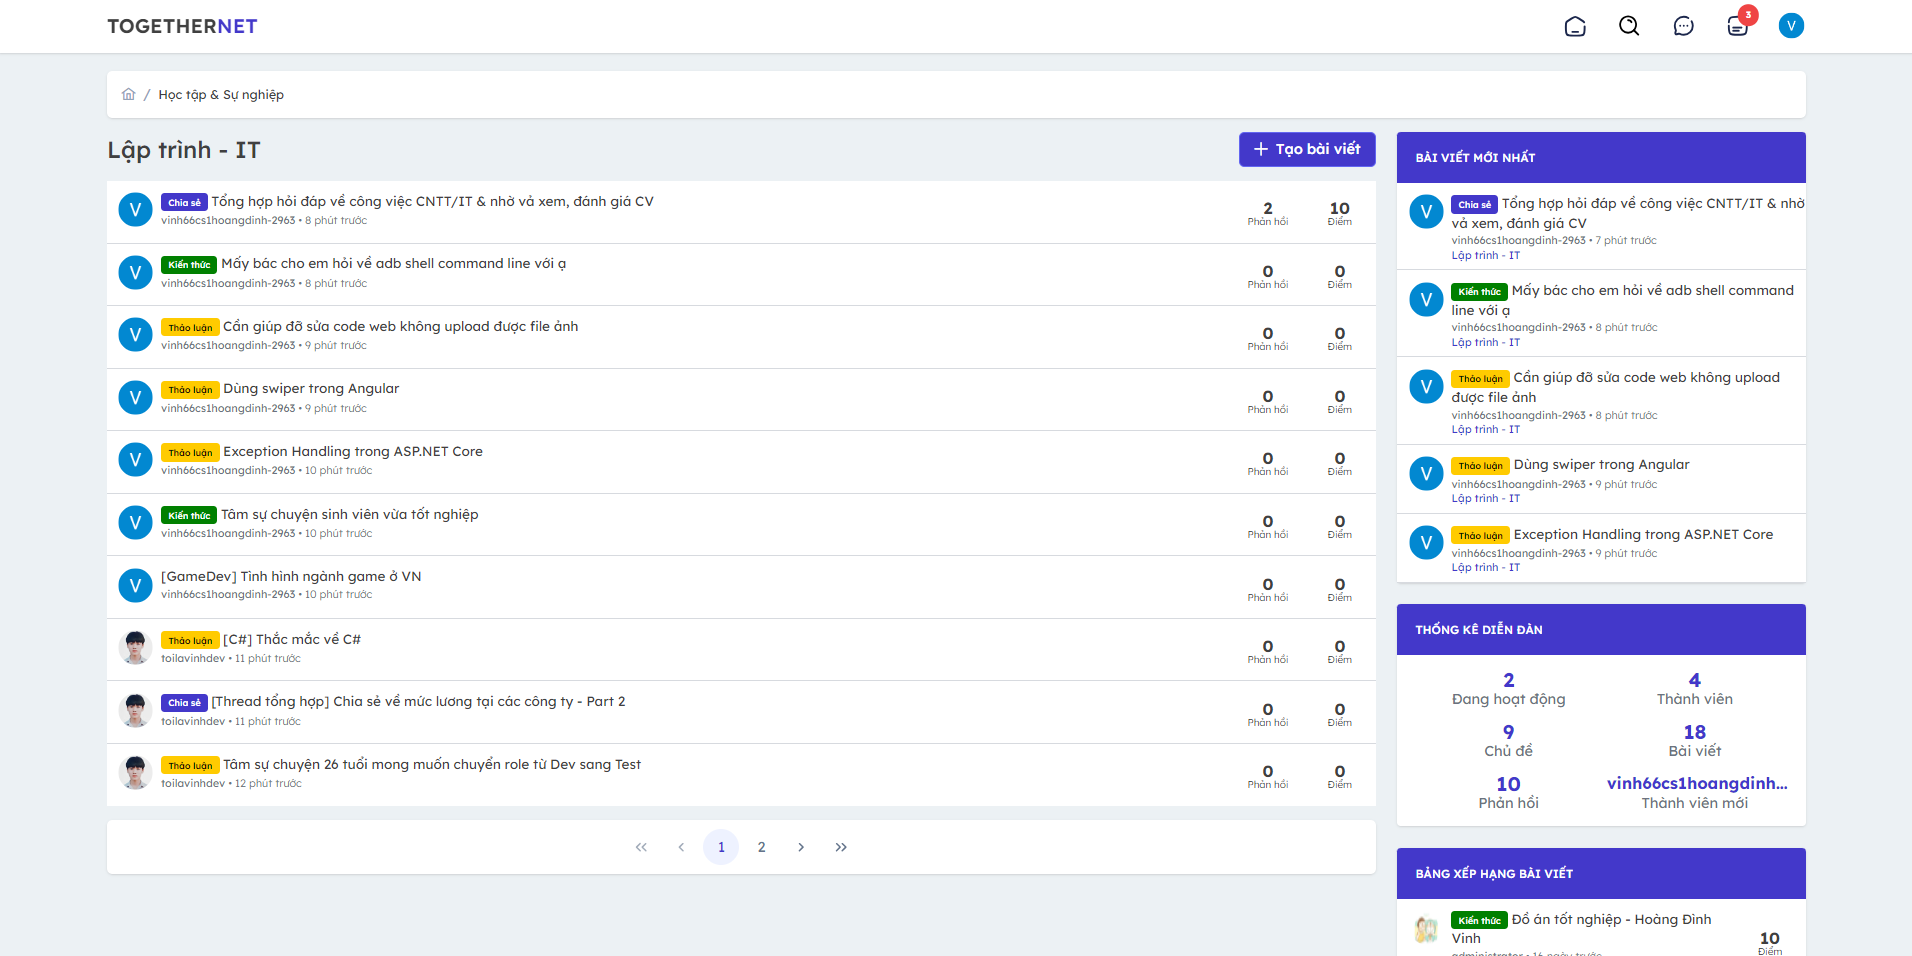 TOGETHERNET
3
V
/ Học tập & Sự nghiệp
Lập trình - IT
Tạo bài viết
V
Chia sẻ Tổng hợp hỏi đáp về công việc CNTT/IT & nhờ vả xem, đánh giá CV
vinh66cs1hoangdinh-2963 • 8 phút trước
2
Phản hồi
10
Điểm
V
Kiến thức Mấy bác cho em hỏi về adb shell command line với ạ
vinh66cs1hoangdinh-2963 • 8 phút trước
0
Phản hồi
0
Điểm
V
Thảo luận Cần giúp đỡ sửa code web không upload được file ảnh
vinh66cs1hoangdinh-2963 • 9 phút trước
0
Phản hồi
0
Điểm
V
Thảo luận Dùng swiper trong Angular
vinh66cs1hoangdinh-2963 • 9 phút trước
0
Phản hồi
0
Điểm
V
Thảo luận Exception Handling trong ASP.NET Core
vinh66cs1hoangdinh-2963 • 10 phút trước
0
Phản hồi
0
Điểm
V
Kiến thức Tâm sự chuyện sinh viên vừa tốt nghiệp
vinh66cs1hoangdinh-2963 • 10 phút trước
0
Phản hồi
0
Điểm
V
[GameDev] Tình hình ngành game ở VN
vinh66cs1hoangdinh-2963 • 10 phút trước
0
Phản hồi
0
Điểm
Thảo luận [C#] Thắc mắc về C#
toilavinhdev • 11 phút trước
0
Phản hồi
0
Điểm
Chia sẻ [Thread tổng hợp] Chia sẻ về mức lương tại các công ty - Part 2
toilavinhdev • 11 phút trước
0
Phản hồi
0
Điểm
Thảo luận Tâm sự chuyện 26 tuổi mong muốn chuyển role từ Dev sang Test
toilavinhdev • 12 phút trước
0
Phản hồi
0
Điểm
« ‹ 1 2 › »
BÀI VIẾT MỚI NHẤT
V
Chia sẻ Tổng hợp hỏi đáp về công việc CNTT/IT & nhờ
vả xem, đánh giá CV
vinh66cs1hoangdinh-2963 • 7 phút trước
Lập trình - IT
V
Kiến thức Mấy bác cho em hỏi về adb shell command
line với ạ
vinh66cs1hoangdinh-2963 • 8 phút trước
Lập trình - IT
V
Thảo luận Cần giúp đỡ sửa code web không upload
được file ảnh
vinh66cs1hoangdinh-2963 • 8 phút trước
Lập trình - IT
V
Thảo luận Dùng swiper trong Angular
vinh66cs1hoangdinh-2963 • 9 phút trước
Lập trình - IT
V
Thảo luận Exception Handling trong ASP.NET Core
vinh66cs1hoangdinh-2963 • 9 phút trước
Lập trình - IT
THỐNG KÊ DIỄN ĐÀN
2
Đang hoạt động
4
Thành viên
9
Chủ đề
18
Bài viết
10
Phản hồi
vinh66cs1hoangdinh...
Thành viên mới
BẢNG XẾP HẠNG BÀI VIẾT
Kiến thức Đồ án tốt nghiệp - Hoàng Đình
Vinh
administrator • 16 ngày trước
10
Điểm